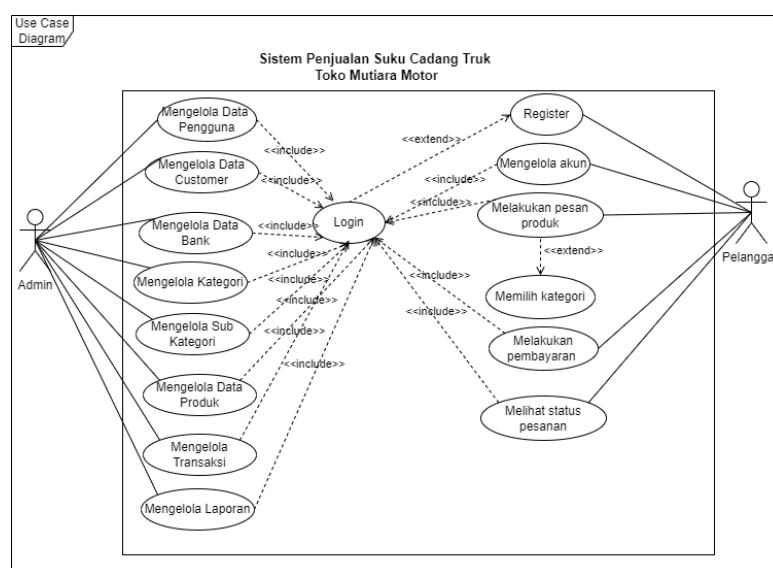 Use Case
Diagram
Sistem Penjualan Suku Cadang Truk
Toko Mutiara Motor
Mengelola Data
Pengguna
<<include>>
Mengelola Data
Customer
<<include>>
Mengelola Data
Bank
<<include>>
Mengelola Kategori
<<include>>
Mengelola Sub
Kategori
<<include>>
Mengelola Data
Produk
<<include>>
Mengelola
Transaksi
<<include>>
Mengelola Laporan
<<include>>
Admin
Login
<<extend>>
Register
<<include>>
Mengelola akun
<<include>>
Melakukan pesan
produk
<<extend>>
Memilih kategori
<<include>>
Melakukan
pembayaran
<<include>>
Melihat status
pesanan
Pelangga